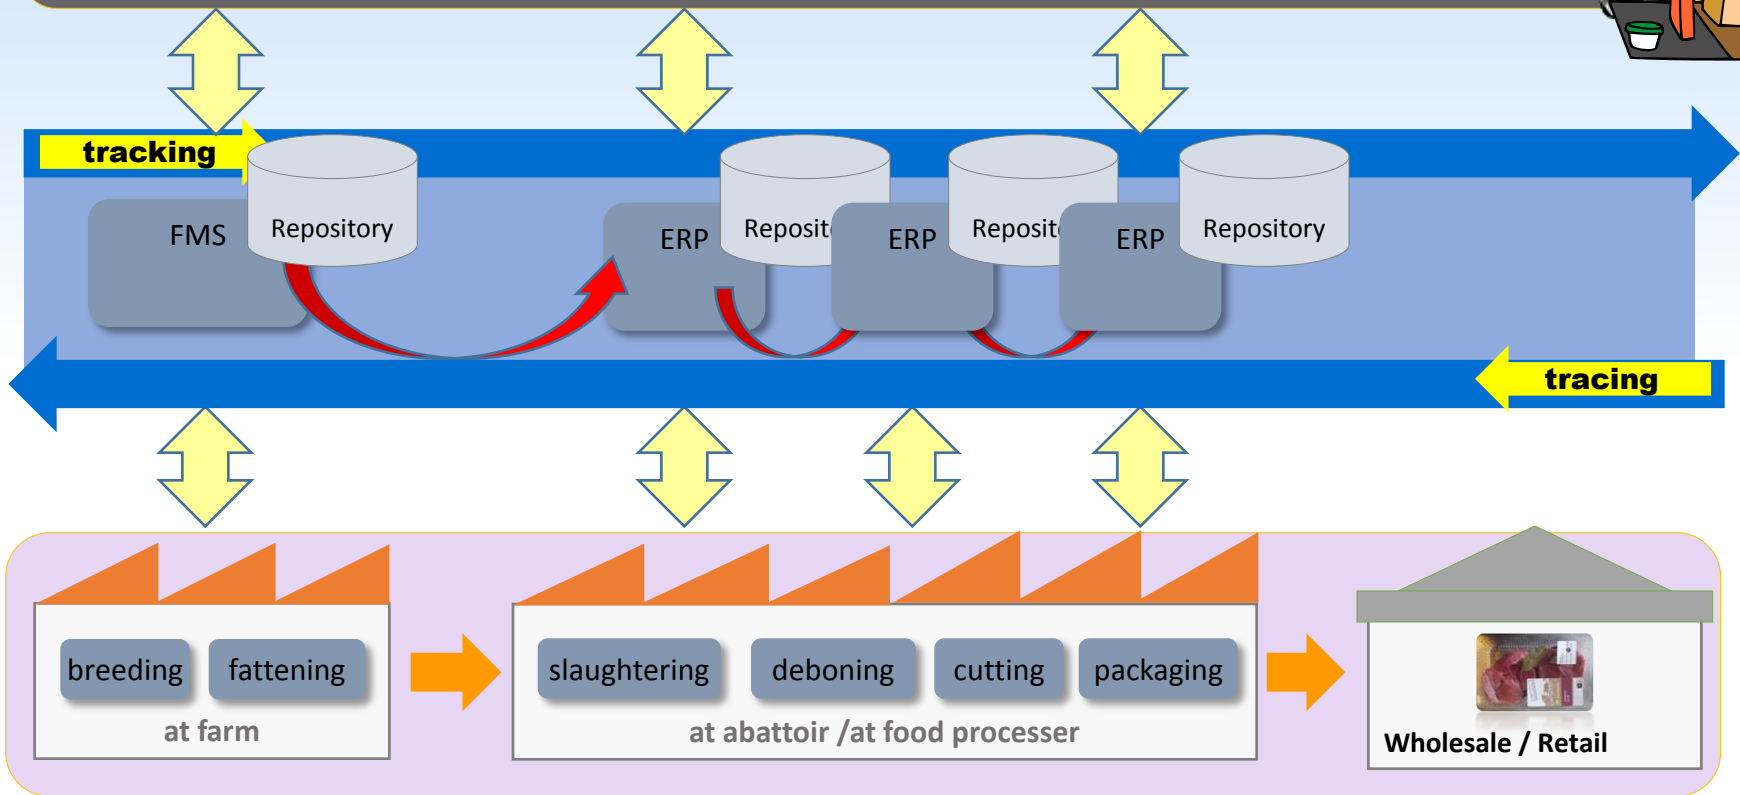 tracking
FMS
Repository
ERP
Reposit
ERP
Reposit
ERP
Repository
tracing
breeding
fattening
at farm
slaughtering
deboning
cutting
packaging
at abattoir /at food processer
Wholesale / Retail